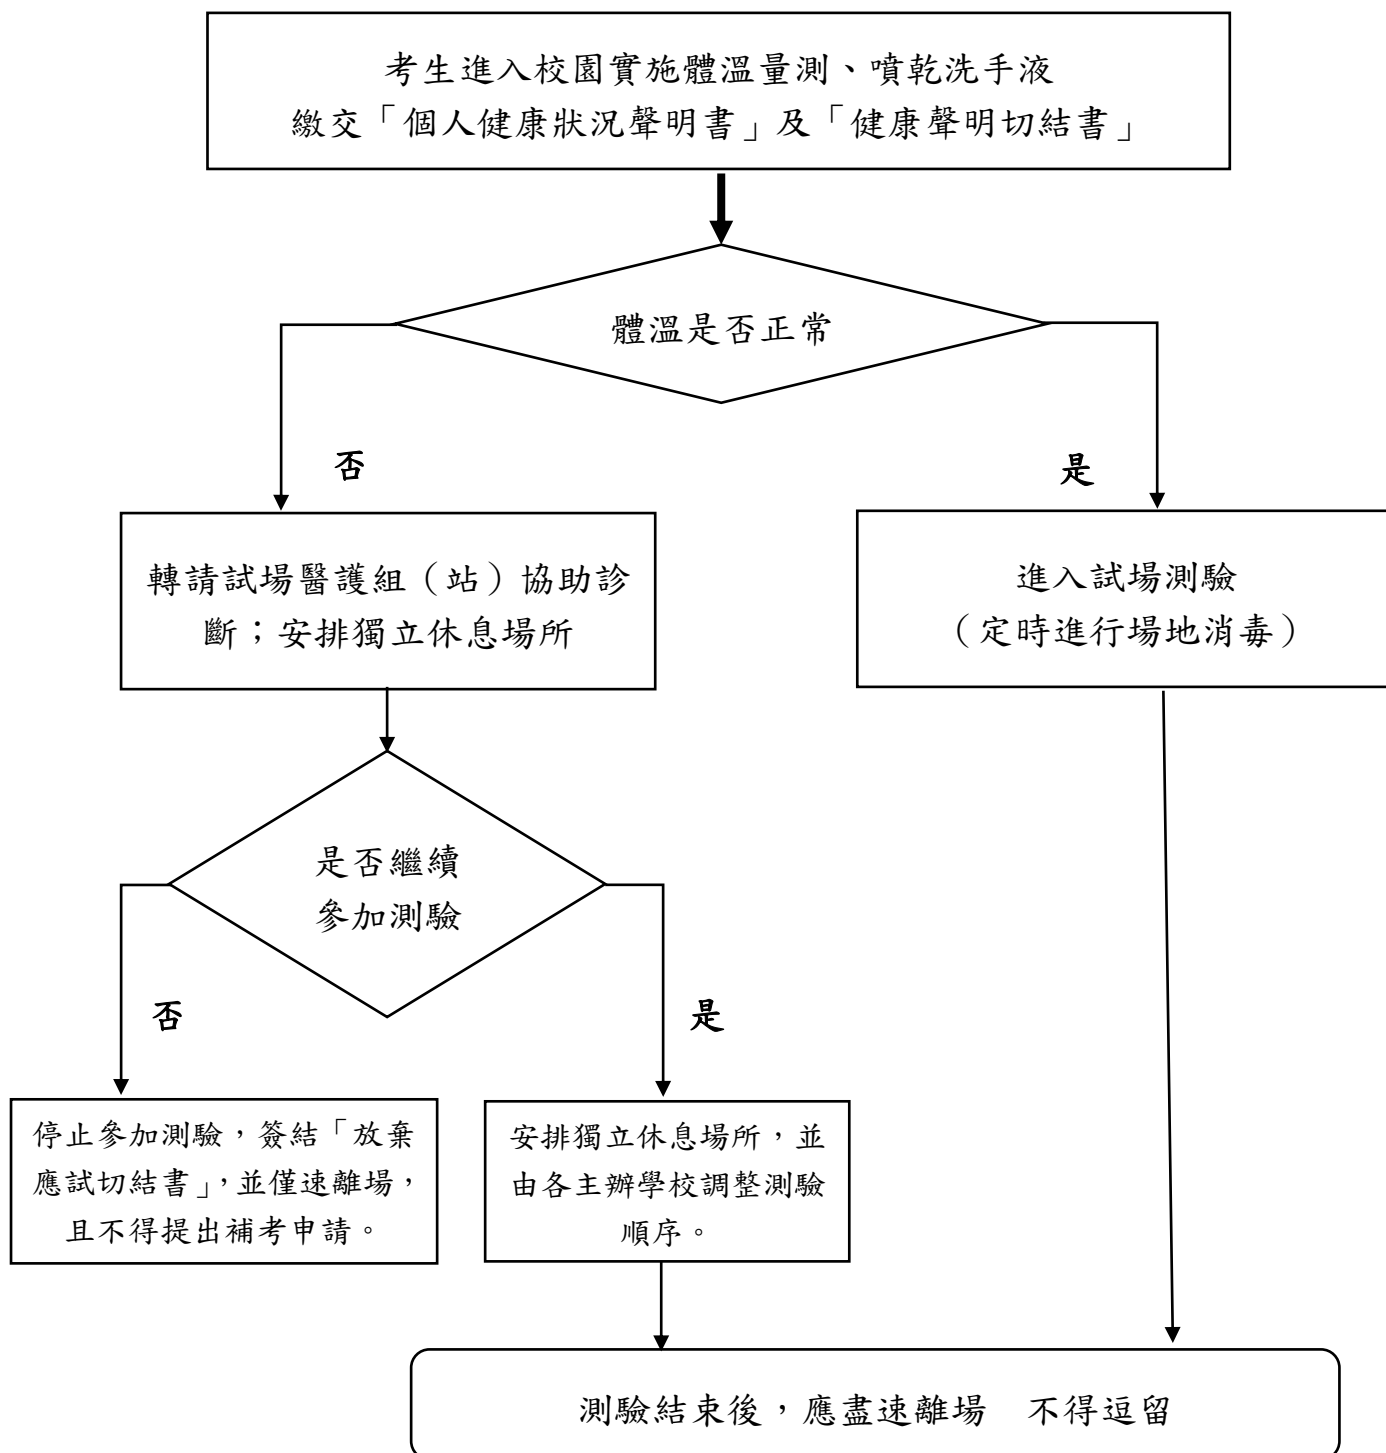 考生進入校園實施體溫量測、噴乾洗手液
繳交「個人健康狀況聲明書」及「健康聲明切結書」
體溫是否正常
否
是
轉請試場醫護組（站）協助診
斷；安排獨立休息場所
進入試場測驗
（定時進行場地消毒）
是否繼續
參加測驗
否
是
停止參加測驗，簽結「放棄
應試切結書」，並僅速離場，
且不得提出補考申請。
安排獨立休息場所，並
由各主辦學校調整測驗
順序。
測驗結束後，應盡速離場　不得逗留